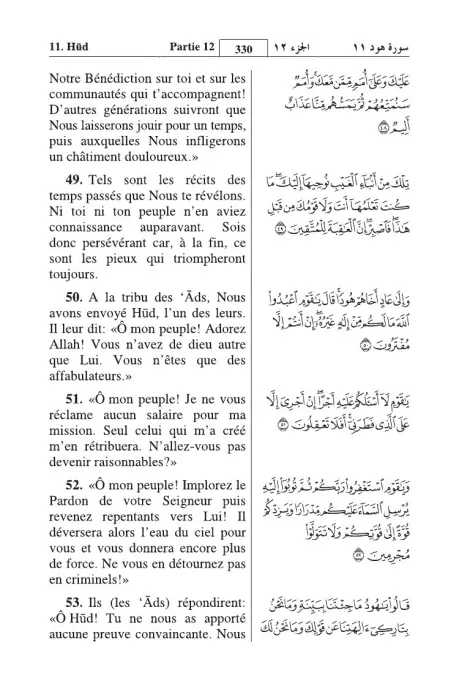 11. Hūd Partie 12 330 الجزء ١٢ سورة هود ١١
Notre Bénédiction sur toi et sur les
communautés qui t'accompagnent!
D'autres générations suivront que
Nous laisserons jouir pour un temps,
puis auxquelles Nous infligerons
un châtiment douloureux.»
49. Tels sont les récits des
temps passés que Nous te révélons.
Ni toi ni ton peuple n'en aviez
connaissance auparavant. Sois
donc persévérant car, à la fin, ce
sont les pieux qui triompheront
toujours.
50. A la tribu des ‘Āds, Nous
avons envoyé Hūd, l'un des leurs.
Il leur dit: «Ô mon peuple! Adorez
Allah! Vous n'avez de dieu autre
que Lui. Vous n'êtes que des
affabulateurs.»
51. «Ô mon peuple! Je ne vous
réclame aucun salaire pour ma
mission. Seul celui qui m'a créé
m'en rétribuera. N'allez-vous pas
devenir raisonnables?»
52. «Ô mon peuple! Implorez le
Pardon de votre Seigneur puis
revenez repentants vers Lui! Il
déversera alors l'eau du ciel pour
vous et vous donnera encore plus
de force. Ne vous en détournez pas
en criminels!»
53. Ils (les ‘Āds) répondirent:
«Ô Hūd! Tu ne nous as apporté
aucune preuve convaincante. Nous
عَلَيْكَ وَعَلَىٰٓ أُمَمٍ مِّمَّن مَّعَكَ وَأُمَمٌ
سَنُمَتِّعُهُمْ ثُمَّ يَمَسُّهُم مِّنَّا عَذَابٌ
أَلِيمٌ ٤٨
تِلْكَ مِنْ أَنۢبَآءِ ٱلْغَيْبِ نُوحِيهَآ إِلَيْكَ مَا
كُنتَ تَعْلَمُهَآ أَنتَ وَلَا قَوْمُكَ مِن قَبْلِ
هَٰذَا فَٱصْبِرْ إِنَّ ٱلْعَٰقِبَةَ لِلْمُتَّقِينَ ٤٩
وَإِلَىٰ عَادٍ أَخَاهُمْ هُودًا قَالَ يَٰقَوْمِ ٱعْبُدُوا۟
ٱللَّهَ مَا لَكُم مِّنْ إِلَٰهٍ غَيْرُهُۥٓ إِنْ أَنتُمْ إِلَّا
مُفْتَرُونَ ٥٠
يَٰقَوْمِ لَآ أَسْـَٔلُكُمْ عَلَيْهِ أَجْرًا إِنْ أَجْرِىَ إِلَّا
عَلَى ٱلَّذِى فَطَرَنِىٓ أَفَلَا تَعْقِلُونَ ٥١
وَيَٰقَوْمِ ٱسْتَغْفِرُوا۟ رَبَّكُمْ ثُمَّ تُوبُوٓا۟ إِلَيْهِ
يُرْسِلِ ٱلسَّمَآءَ عَلَيْكُم مِّدْرَارًا وَيَزِدْكُمْ
قُوَّةً إِلَىٰ قُوَّتِكُمْ وَلَا تَتَوَلَّوْا۟
مُجْرِمِينَ ٥٢
قَالُوا۟ يَٰهُودُ مَا جِئْتَنَا بِبَيِّنَةٍ وَمَا نَحْنُ
بِتَارِكِىٓ ءَالِهَتِنَا عَن قَوْلِكَ وَمَا نَحْنُ لَكَ